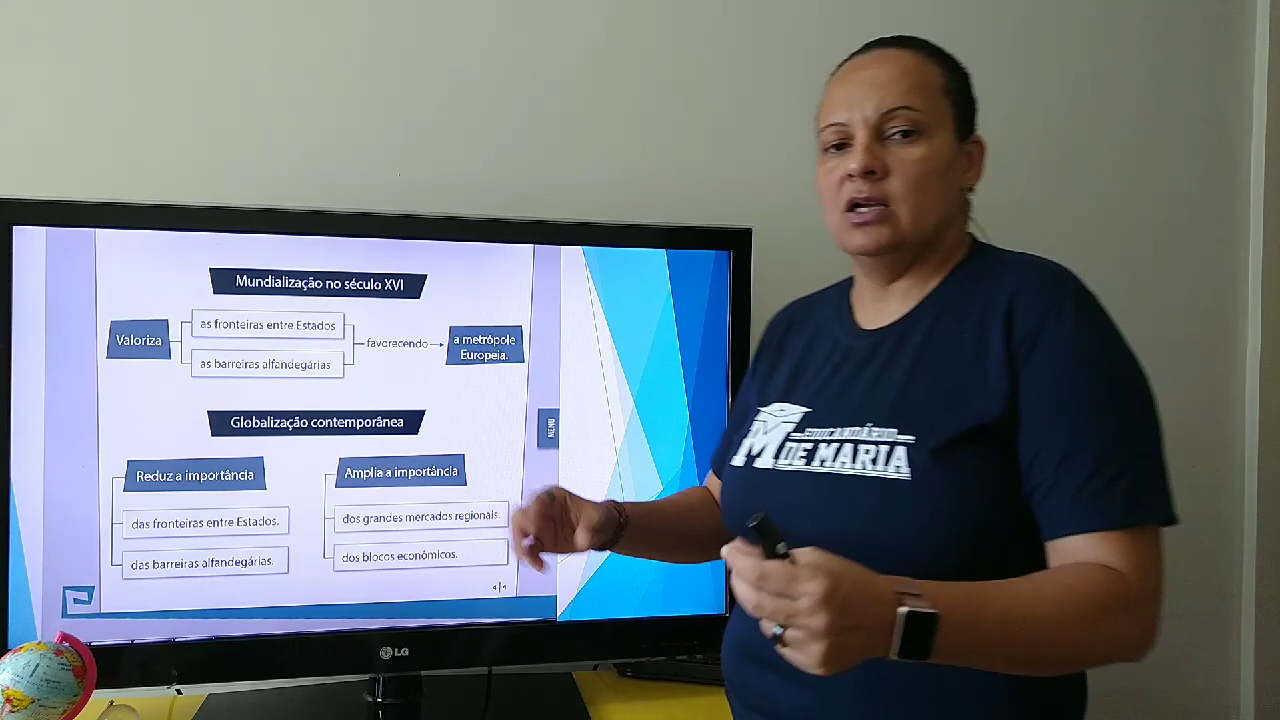 Mundialização no século XVI
Valoriza
as fronteiras entre Estados
as barreiras alfandegárias
favorecendo
a metrópole
Europeia.
Globalização contemporânea
MENU
Reduz a importância
das fronteiras entre Estados.
das barreiras alfandegárias.
Amplia a importância
dos grandes mercados regionais.
dos blocos econômicos.
LG
EDUCANDÁRIO
M DE MARIA